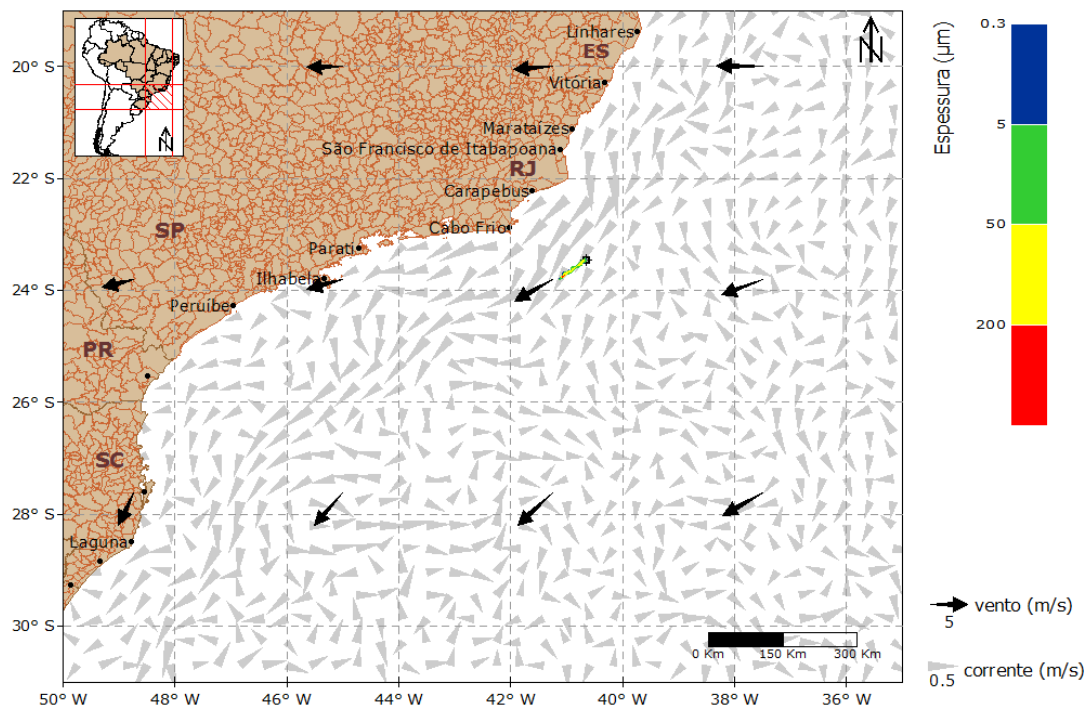 Linhares
ES
20° S
Vitória
Marataízes
São Francisco de Itabapoana
RJ
22° S
Carapebus
SP
Cabo Frio
Parati
24° S
Ilhabela
Peruíbe
PR
26° S
SC
28° S
Laguna
30° S
0 Km
150 Km
300 Km
50° W
48° W
46° W
44° W
42° W
40° W
38° W
36° W
N
N
Espessura (µm)
0.3
5
50
200
vento (m/s)
5
corrente (m/s)
0.5